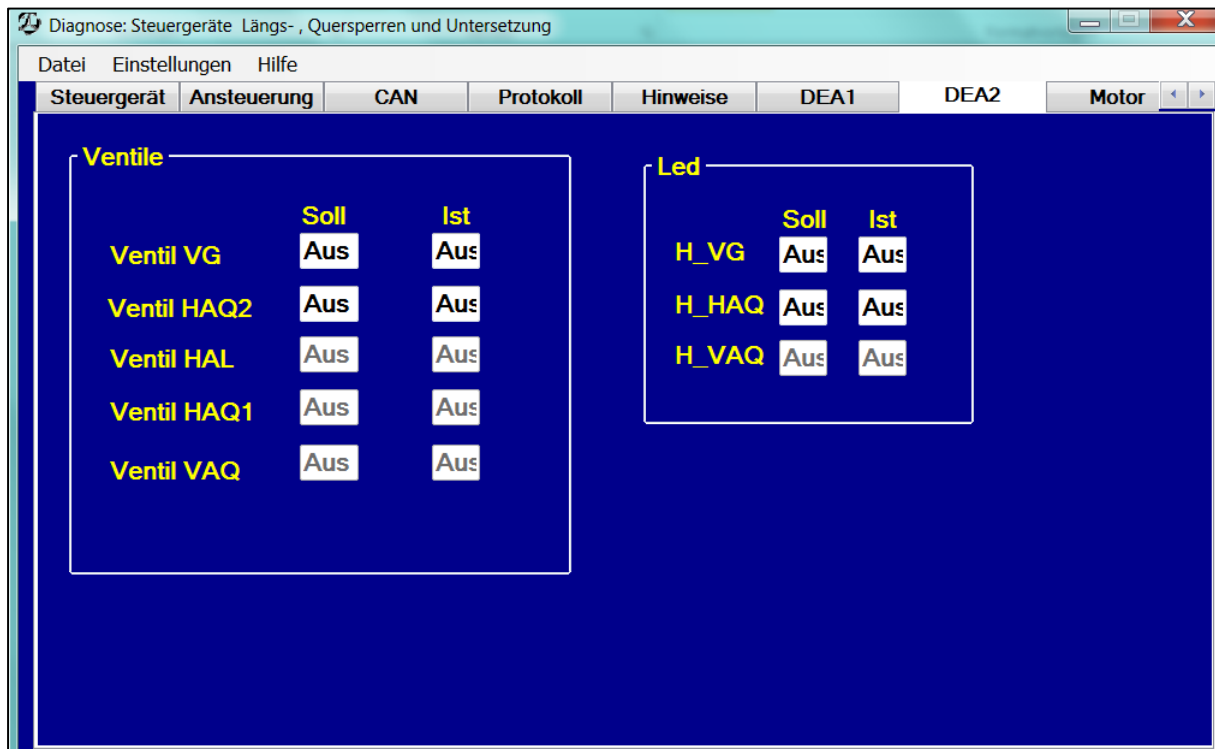 Diagnose: Steuergeräte Längs- , Quersperren und Untersetzung
Datei Einstellungen Hilfe
Steuergerät Ansteuerung CAN Protokoll Hinweise DEA1 DEA2 Motor
Ventile
Soll Ist
Ventil VG Aus Aus
Ventil HAQ2 Aus Aus
Ventil HAL Aus Aus
Ventil HAQ1 Aus Aus
Ventil VAQ Aus Aus
Led
Soll Ist
H_VG Aus Aus
H_HAQ Aus Aus
H_VAQ Aus Aus